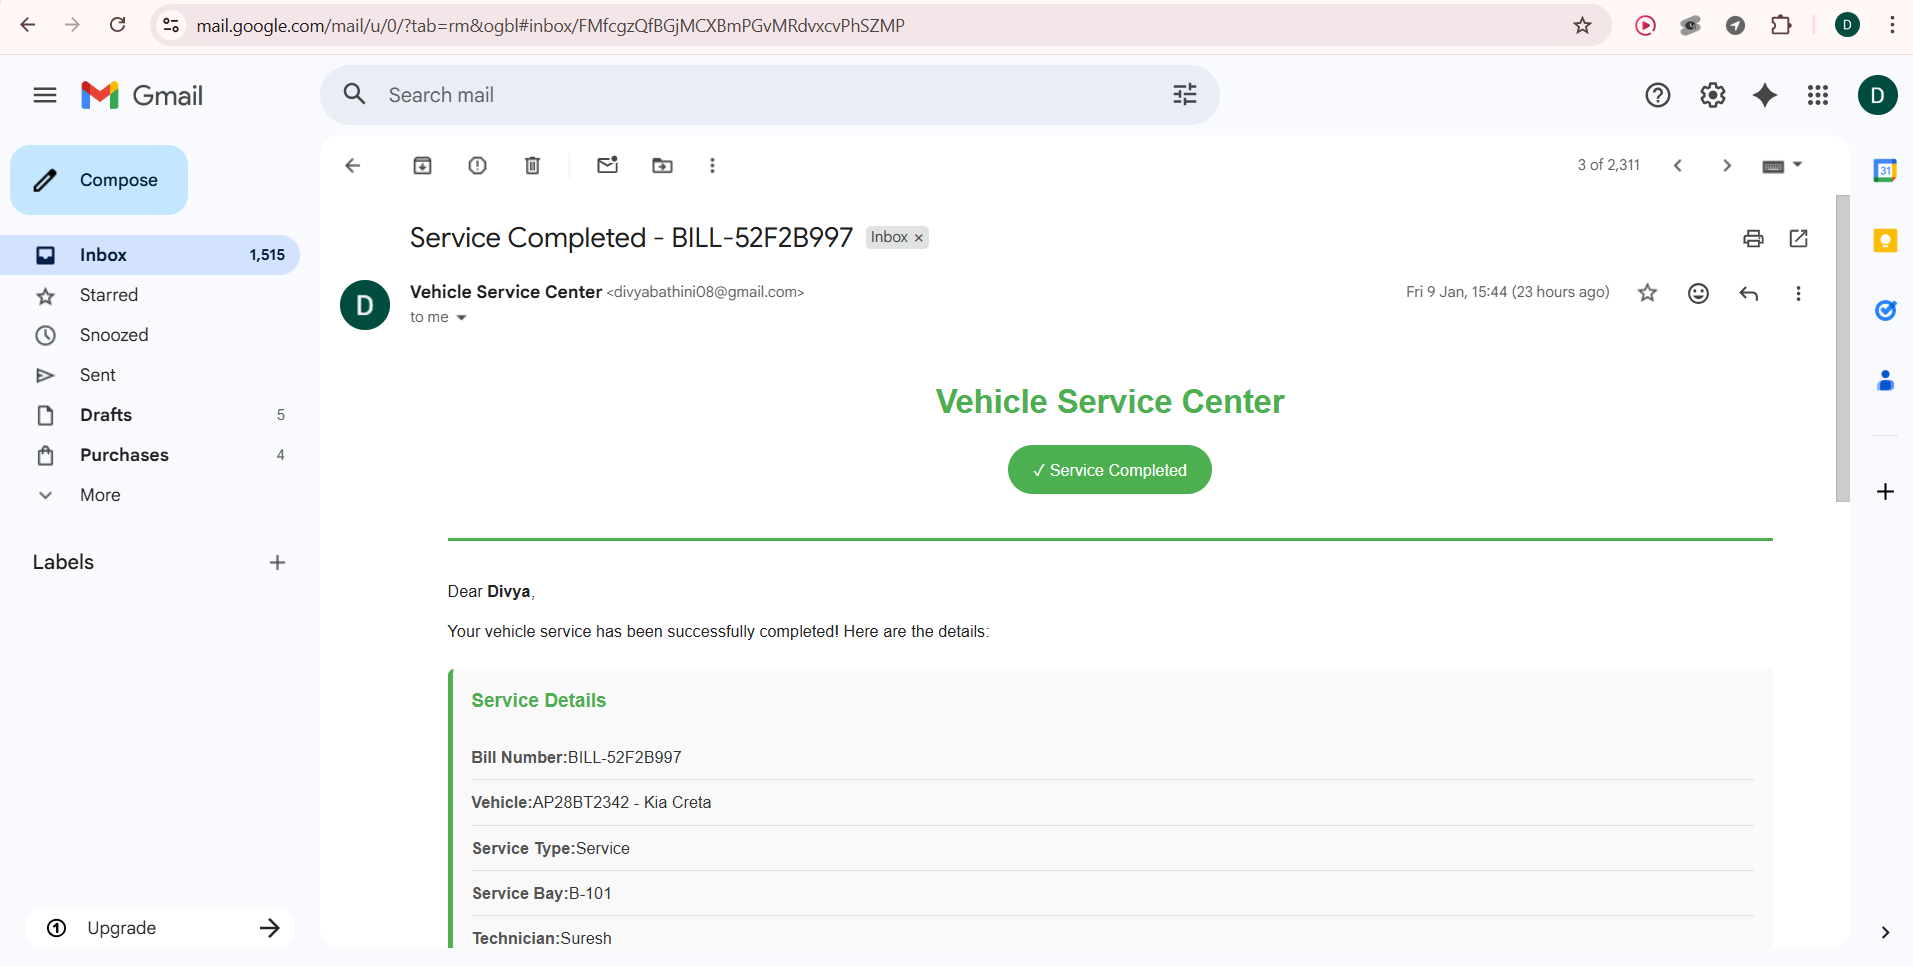 mail.google.com/mail/u/0/?tab=rm&ogbl#inbox/FMfcgzQfBGjMCXBmPGvMRdvxcvPhSZMP
D
Gmail
Search mail
D
Compose
3 of 2,311
31
Service Completed - BILL-52F2B997 Inbox ×
Inbox 1,515
Starred
Snoozed
Sent
Drafts 5
Purchases 4
More
Labels
Upgrade
D
Vehicle Service Center <divyabathini08@gmail.com> Fri 9 Jan, 15:44 (23 hours ago)
to me
Vehicle Service Center
✓ Service Completed
Dear Divya,
Your vehicle service has been successfully completed! Here are the details:
Service Details
Bill Number:BILL-52F2B997
Vehicle:AP28BT2342 - Kia Creta
Service Type:Service
Service Bay:B-101
Technician:Suresh